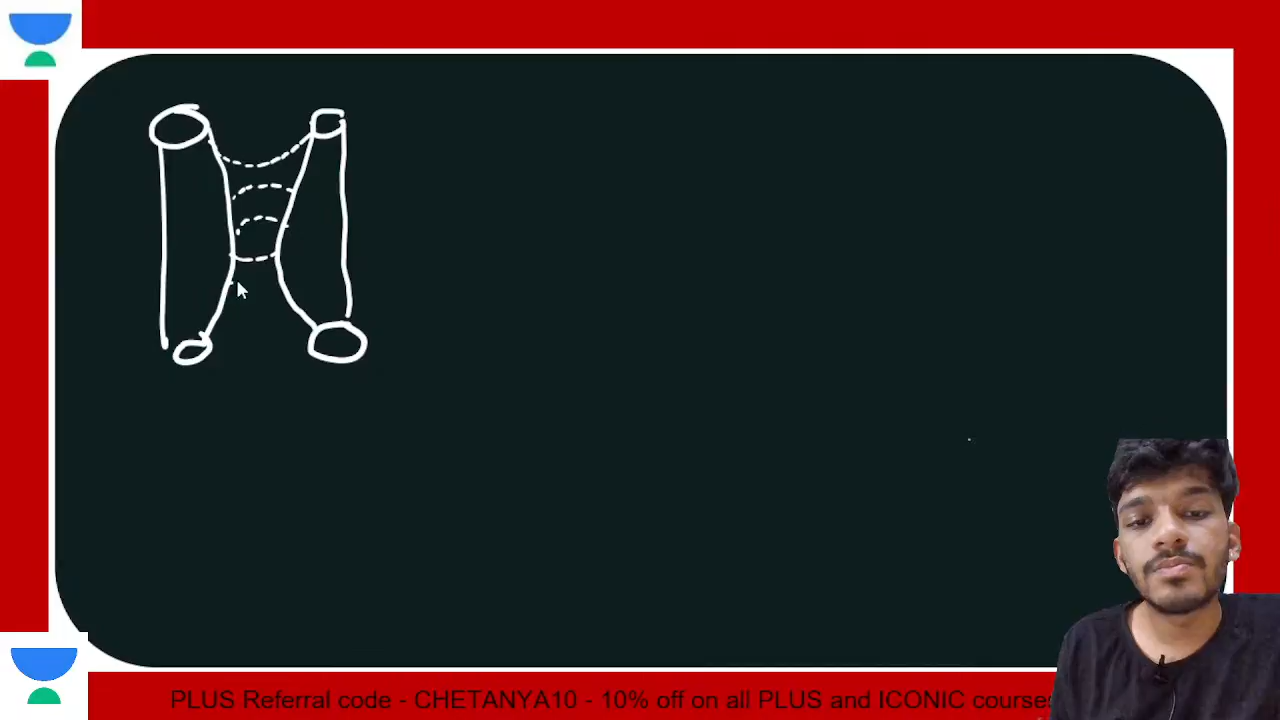 PLUS Referral code - CHETANYA10 - 10% off on all PLUS and ICONIC courses